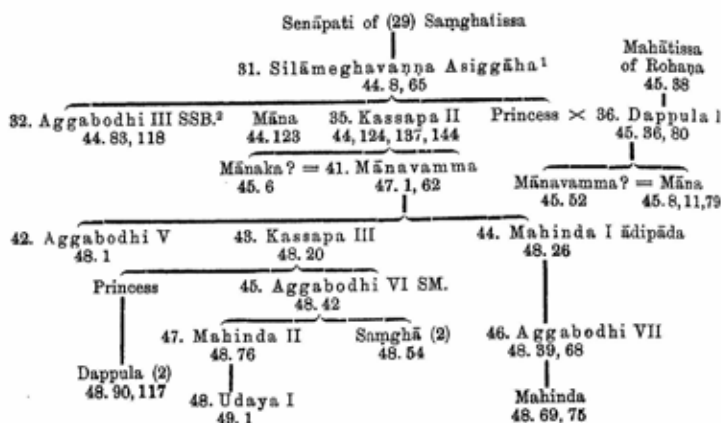 Senāpati of (29) Saṃghatissa
31. Silāmeghavaṇṇa Asiggāha¹
44. 8, 65
Mahātissa
of Rohaṇa
45. 38
32. Aggabodhi III SSB.² Māna 35. Kassapa II Princess × 36. Dappula I
44. 83, 118 44. 123 44, 124, 137, 144 45. 36, 80
Mānaka? = 41. Mānavamma
45. 6 47. 1, 62
Mānavamma? = Māna
45. 52 45. 8, 11, 79
42. Aggabodhi V 43. Kassapa III 44. Mahinda I ādipāda
48. 1 48. 20 48. 26
Princess 45. Aggabodhi VI SM.
48. 42
47. Mahinda II Saṃghā (2) 46. Aggabodhi VII
48. 76 48. 54 48. 39, 68
Dappula (2) 48. Udaya I Mahinda
48. 90, 117 49. 1 48. 69, 75